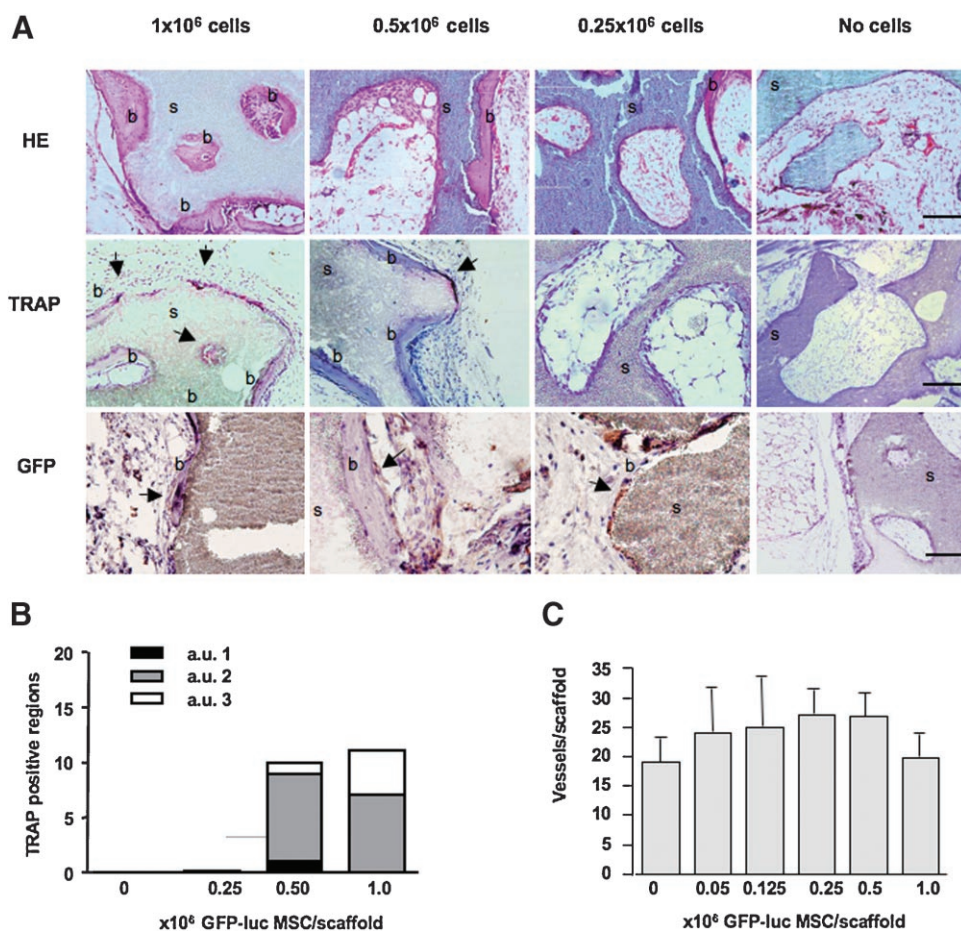 A
1x10⁶ cells 0.5x10⁶ cells 0.25x10⁶ cells No cells
HE
b s b b b
s b
s b
s
TRAP
b s b b
s b b b
s
s
GFP
b
b s
b s
s
B
TRAP positive regions
20
15
10
5
0
a.u. 1
a.u. 2
a.u. 3
0 0.25 0.50 1.0
x10⁶ GFP-luc MSC/scaffold
C
Vessels/scaffold
35
30
25
20
15
10
5
0
0 0.05 0.125 0.25 0.5 1.0
x10⁶ GFP-luc MSC/scaffold